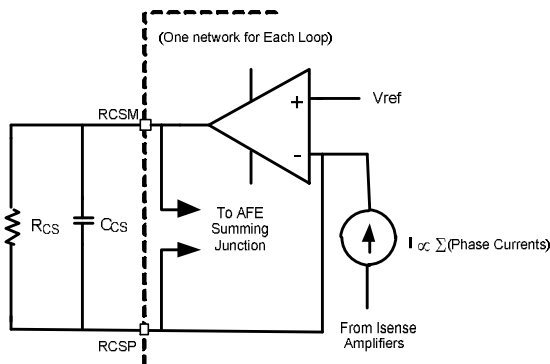 (One network for Each Loop)
RCSM
+
Vref
-
RCS
CCS
To AFE
Summing
Junction
I ∝ Σ(Phase Currents)
From Isense
Amplifiers
RCSP